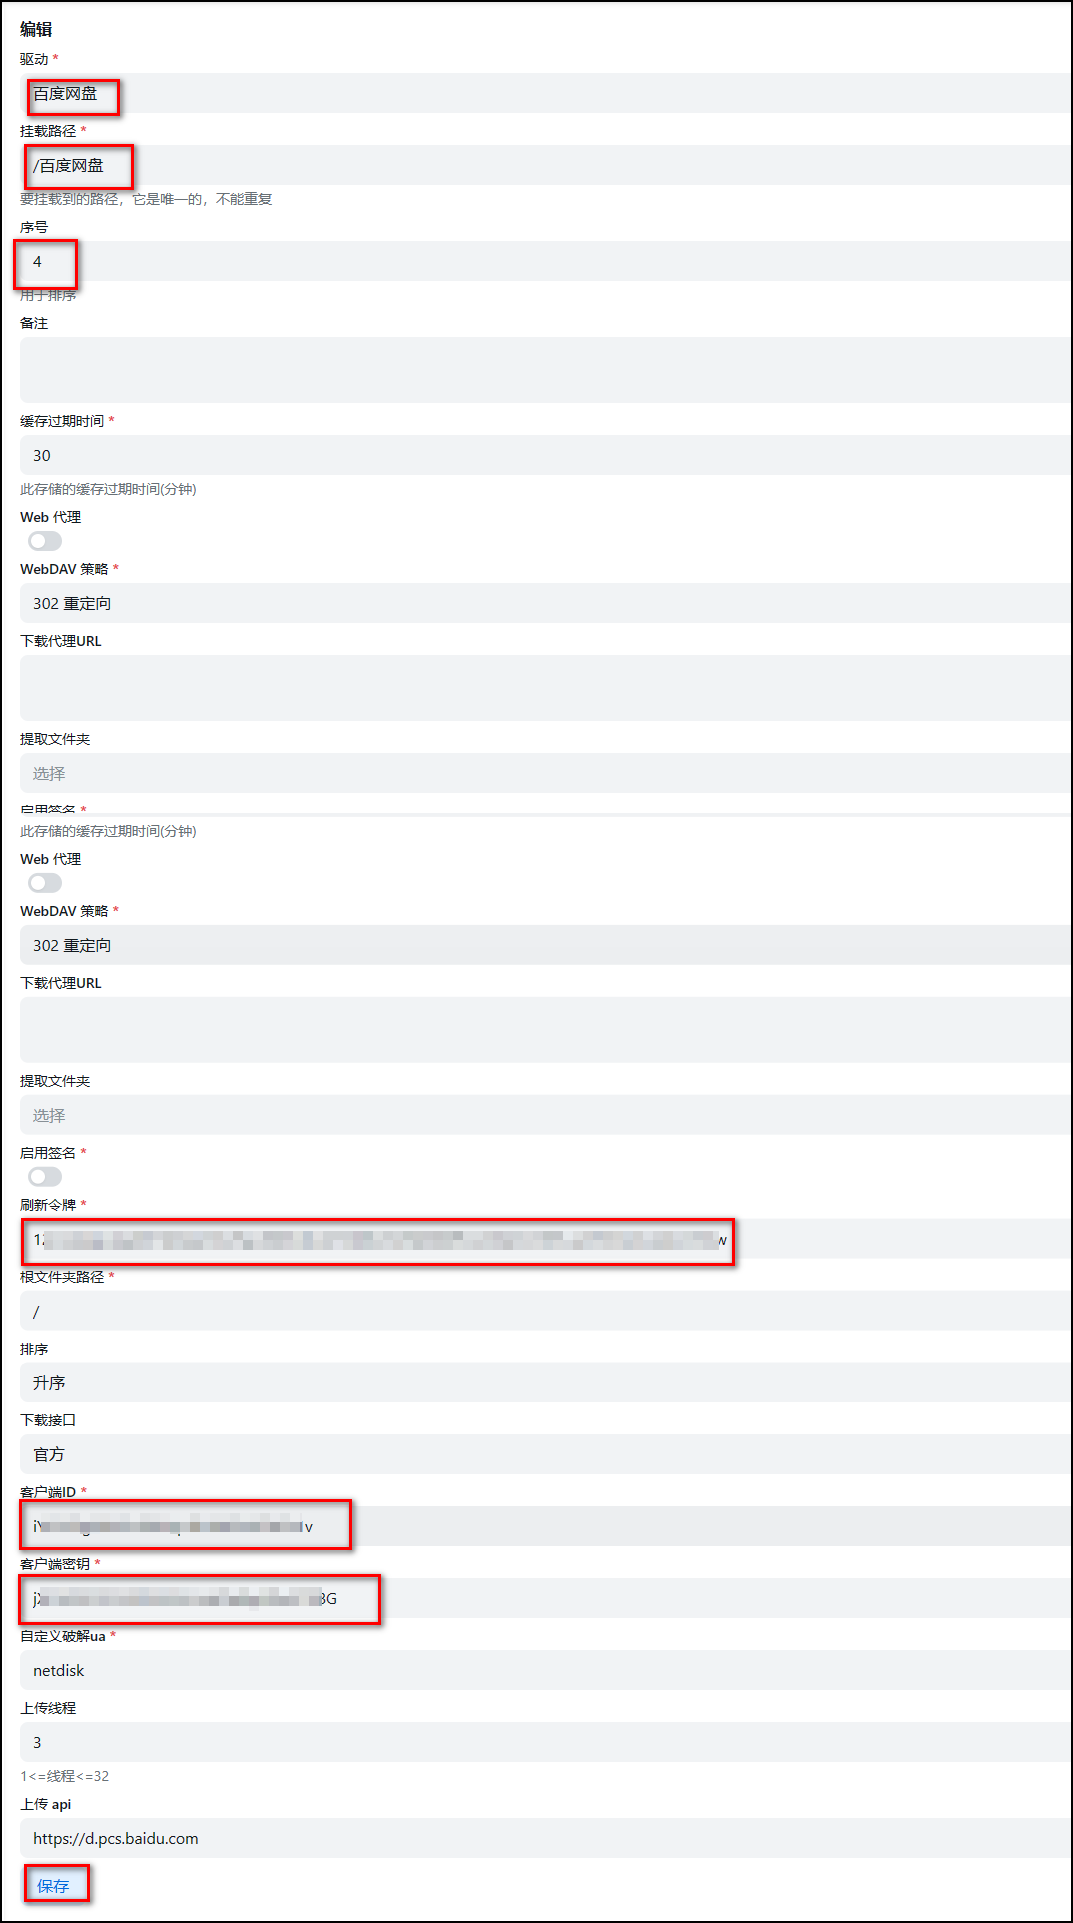 编辑
驱动 *
百度网盘
挂载路径 *
/百度网盘
要挂载到的路径，它是唯一的，不能重复
序号
4
用于排序
备注
缓存过期时间 *
30
此存储的缓存过期时间(分钟)
Web 代理
WebDAV 策略 *
302 重定向
下载代理URL
提取文件夹
选择
启用签名 *
此存储的缓存过期时间(分钟)
Web 代理
WebDAV 策略 *
302 重定向
下载代理URL
提取文件夹
选择
启用签名 *
刷新令牌 *
根文件夹路径 *
/
排序
升序
下载接口
官方
客户端ID *
客户端密钥 *
自定义破解ua *
netdisk
上传线程
3
1<=线程<=32
上传 api
https://d.pcs.baidu.com
保存